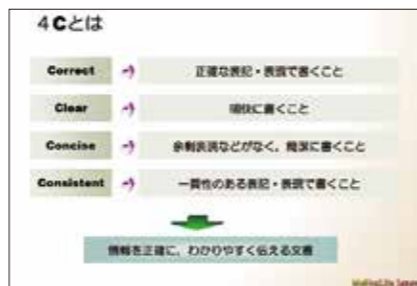 4Cとは
Correct → 正確な表記・表現で書くこと
Clear → 明快に書くこと
Concise → 余剰表現などがなく、簡潔に書くこと
Consistent → 一貫性のある表記・表現で書くこと
情報を正確に、わかりやすく伝える文書